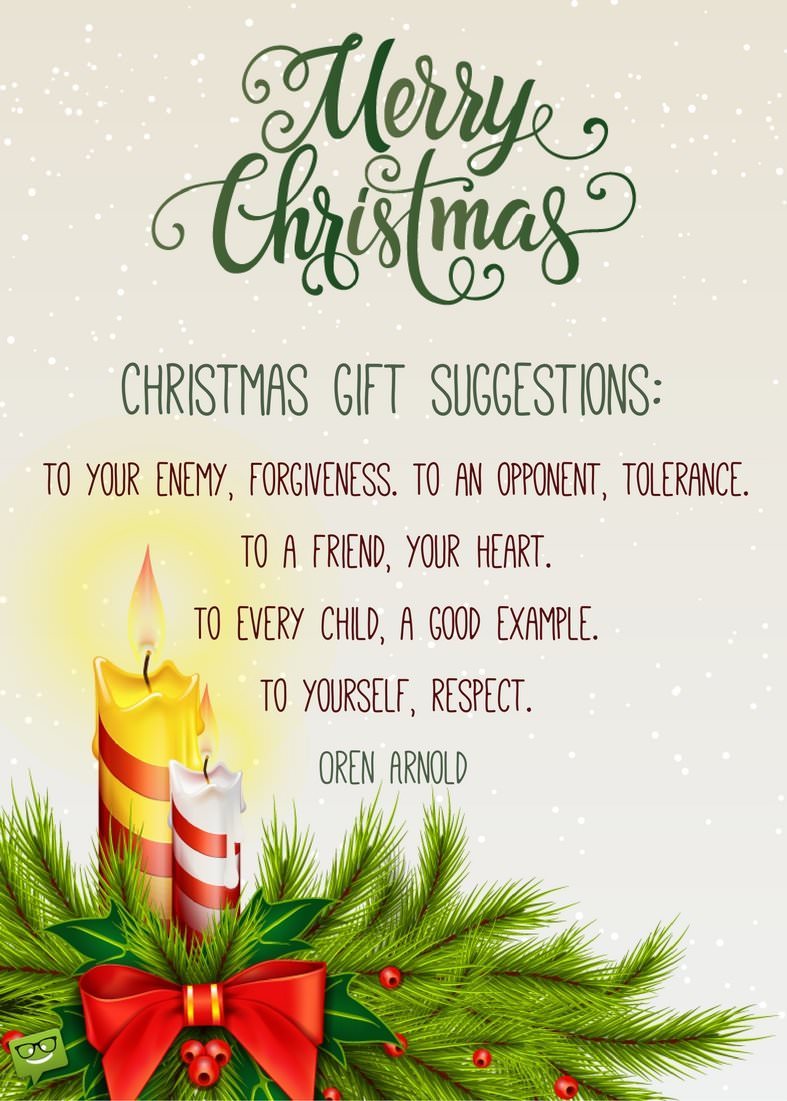 Merry
Christmas
CHRISTMAS GIFT SUGGESTIONS:
TO YOUR ENEMY, FORGIVENESS. TO AN OPPONENT, TOLERANCE.
TO A FRIEND, YOUR HEART.
TO EVERY CHILD, A GOOD EXAMPLE.
TO YOURSELF, RESPECT.
OREN ARNOLD